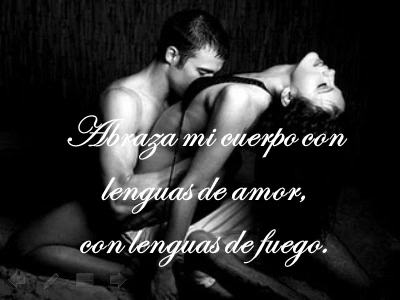 Abraza mi cuerpo con
lenguas de amor,
con lenguas de fuego.